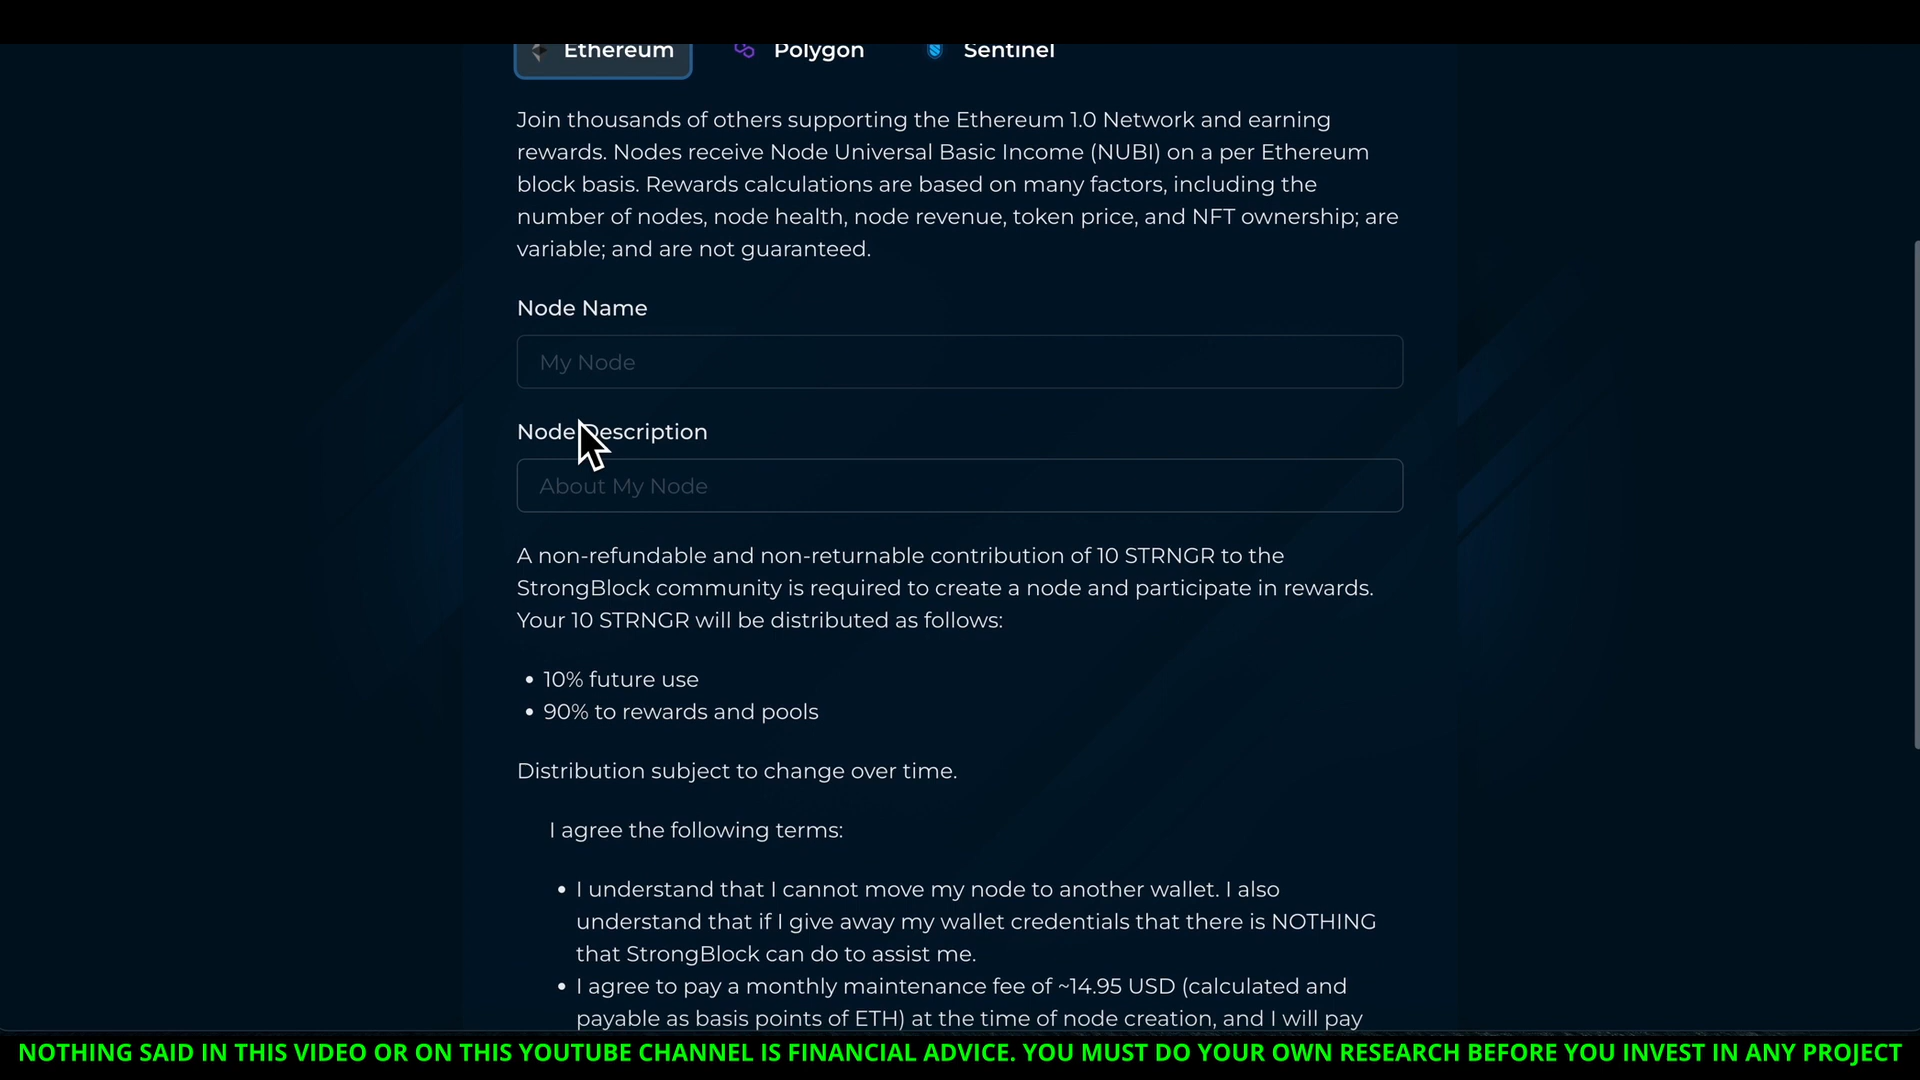 Ethereum Polygon Sentinel
Join thousands of others supporting the Ethereum 1.0 Network and earning
rewards. Nodes receive Node Universal Basic Income (NUBI) on a per Ethereum
block basis. Rewards calculations are based on many factors, including the
number of nodes, node health, node revenue, token price, and NFT ownership; are
variable; and are not guaranteed.
Node Name
My Node
Node Description
About My Node
A non-refundable and non-returnable contribution of 10 STRNGR to the
StrongBlock community is required to create a node and participate in rewards.
Your 10 STRNGR will be distributed as follows:
• 10% future use
• 90% to rewards and pools
Distribution subject to change over time.
I agree the following terms:
• I understand that I cannot move my node to another wallet. I also
understand that if I give away my wallet credentials that there is NOTHING
that StrongBlock can do to assist me.
• I agree to pay a monthly maintenance fee of ~14.95 USD (calculated and
payable as basis points of ETH) at the time of node creation, and I will pay
NOTHING SAID IN THIS VIDEO OR ON THIS YOUTUBE CHANNEL IS FINANCIAL ADVICE. YOU MUST DO YOUR OWN RESEARCH BEFORE YOU INVEST IN ANY PROJECT